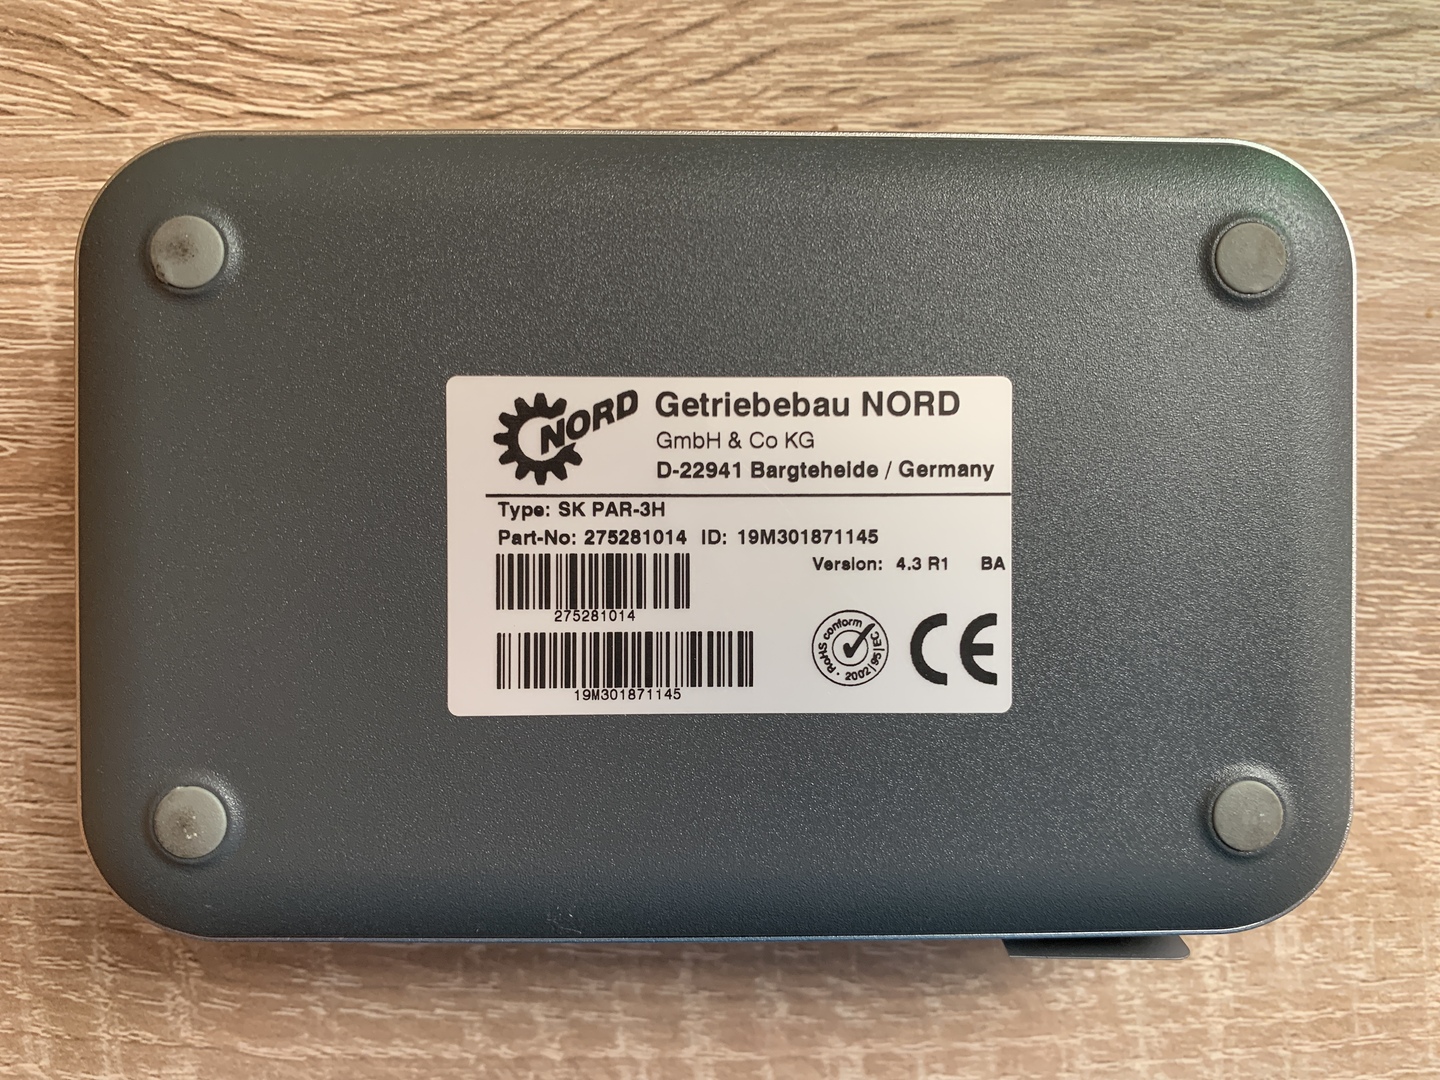 NORD
Getriebebau NORD
GmbH & Co KG
D-22941 Bargteheide / Germany
Type: SK PAR-3H
Part-No: 275281014 ID: 19M301871145
Version: 4.3 R1 BA
275281014
RoHS conform · 2002|95|EC
CE
19M301871145